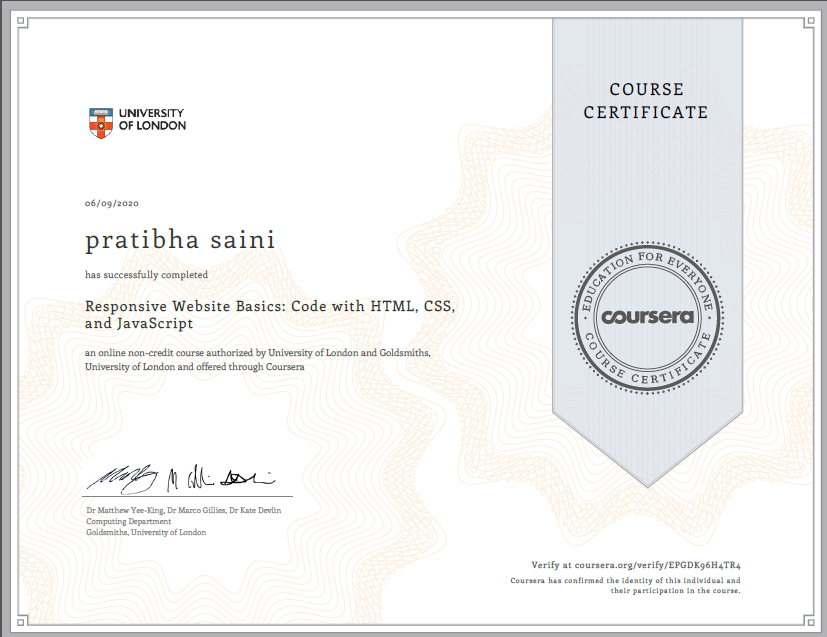 UNIVERSITY
OF LONDON
COURSE
CERTIFICATE
06/09/2020
pratibha saini
has successfully completed
Responsive Website Basics: Code with HTML, CSS,
and JavaScript
an online non-credit course authorized by University of London and Goldsmiths,
University of London and offered through Coursera
EDUCATION FOR EVERYONE
coursera
COURSE CERTIFICATE
Dr Matthew Yee-King, Dr Marco Gillies, Dr Kate Devlin
Computing Department
Goldsmiths, University of London
Verify at coursera.org/verify/EPGDK96H4TR4
Coursera has confirmed the identity of this individual and
their participation in the course.